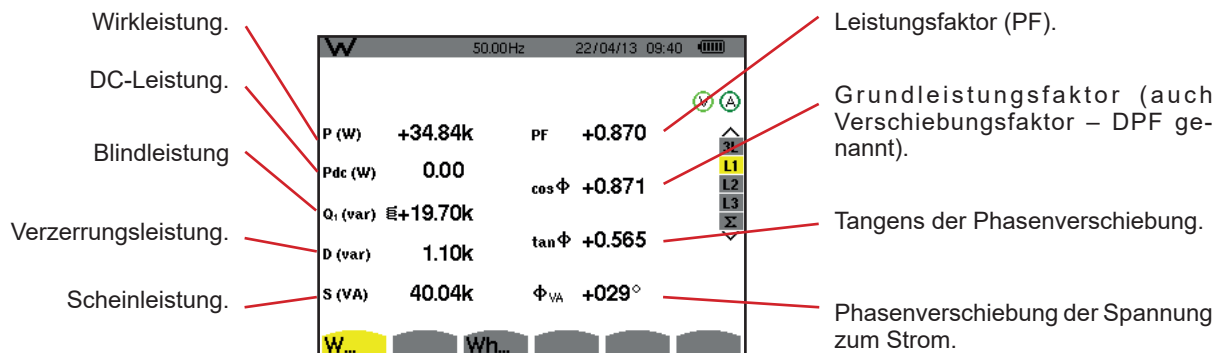 Wirkleistung.
DC-Leistung.
Blindleistung
Verzerrungsleistung.
Scheinleistung.
W 50.00Hz 22/04/13 09:40
V A
P (W) +34.84k PF +0.870
Pdc (W) 0.00
cosΦ +0.871
Q₁ (var) +19.70k
tanΦ +0.565
D (var) 1.10k
S (VA) 40.04k ΦVA +029°
3L
L1
L2
L3
Σ
W... Wh...
Leistungsfaktor (PF).
Grundleistungsfaktor (auch
Verschiebungsfaktor – DPF ge-
nannt).
Tangens der Phasenverschiebung.
Phasenverschiebung der Spannung
zum Strom.